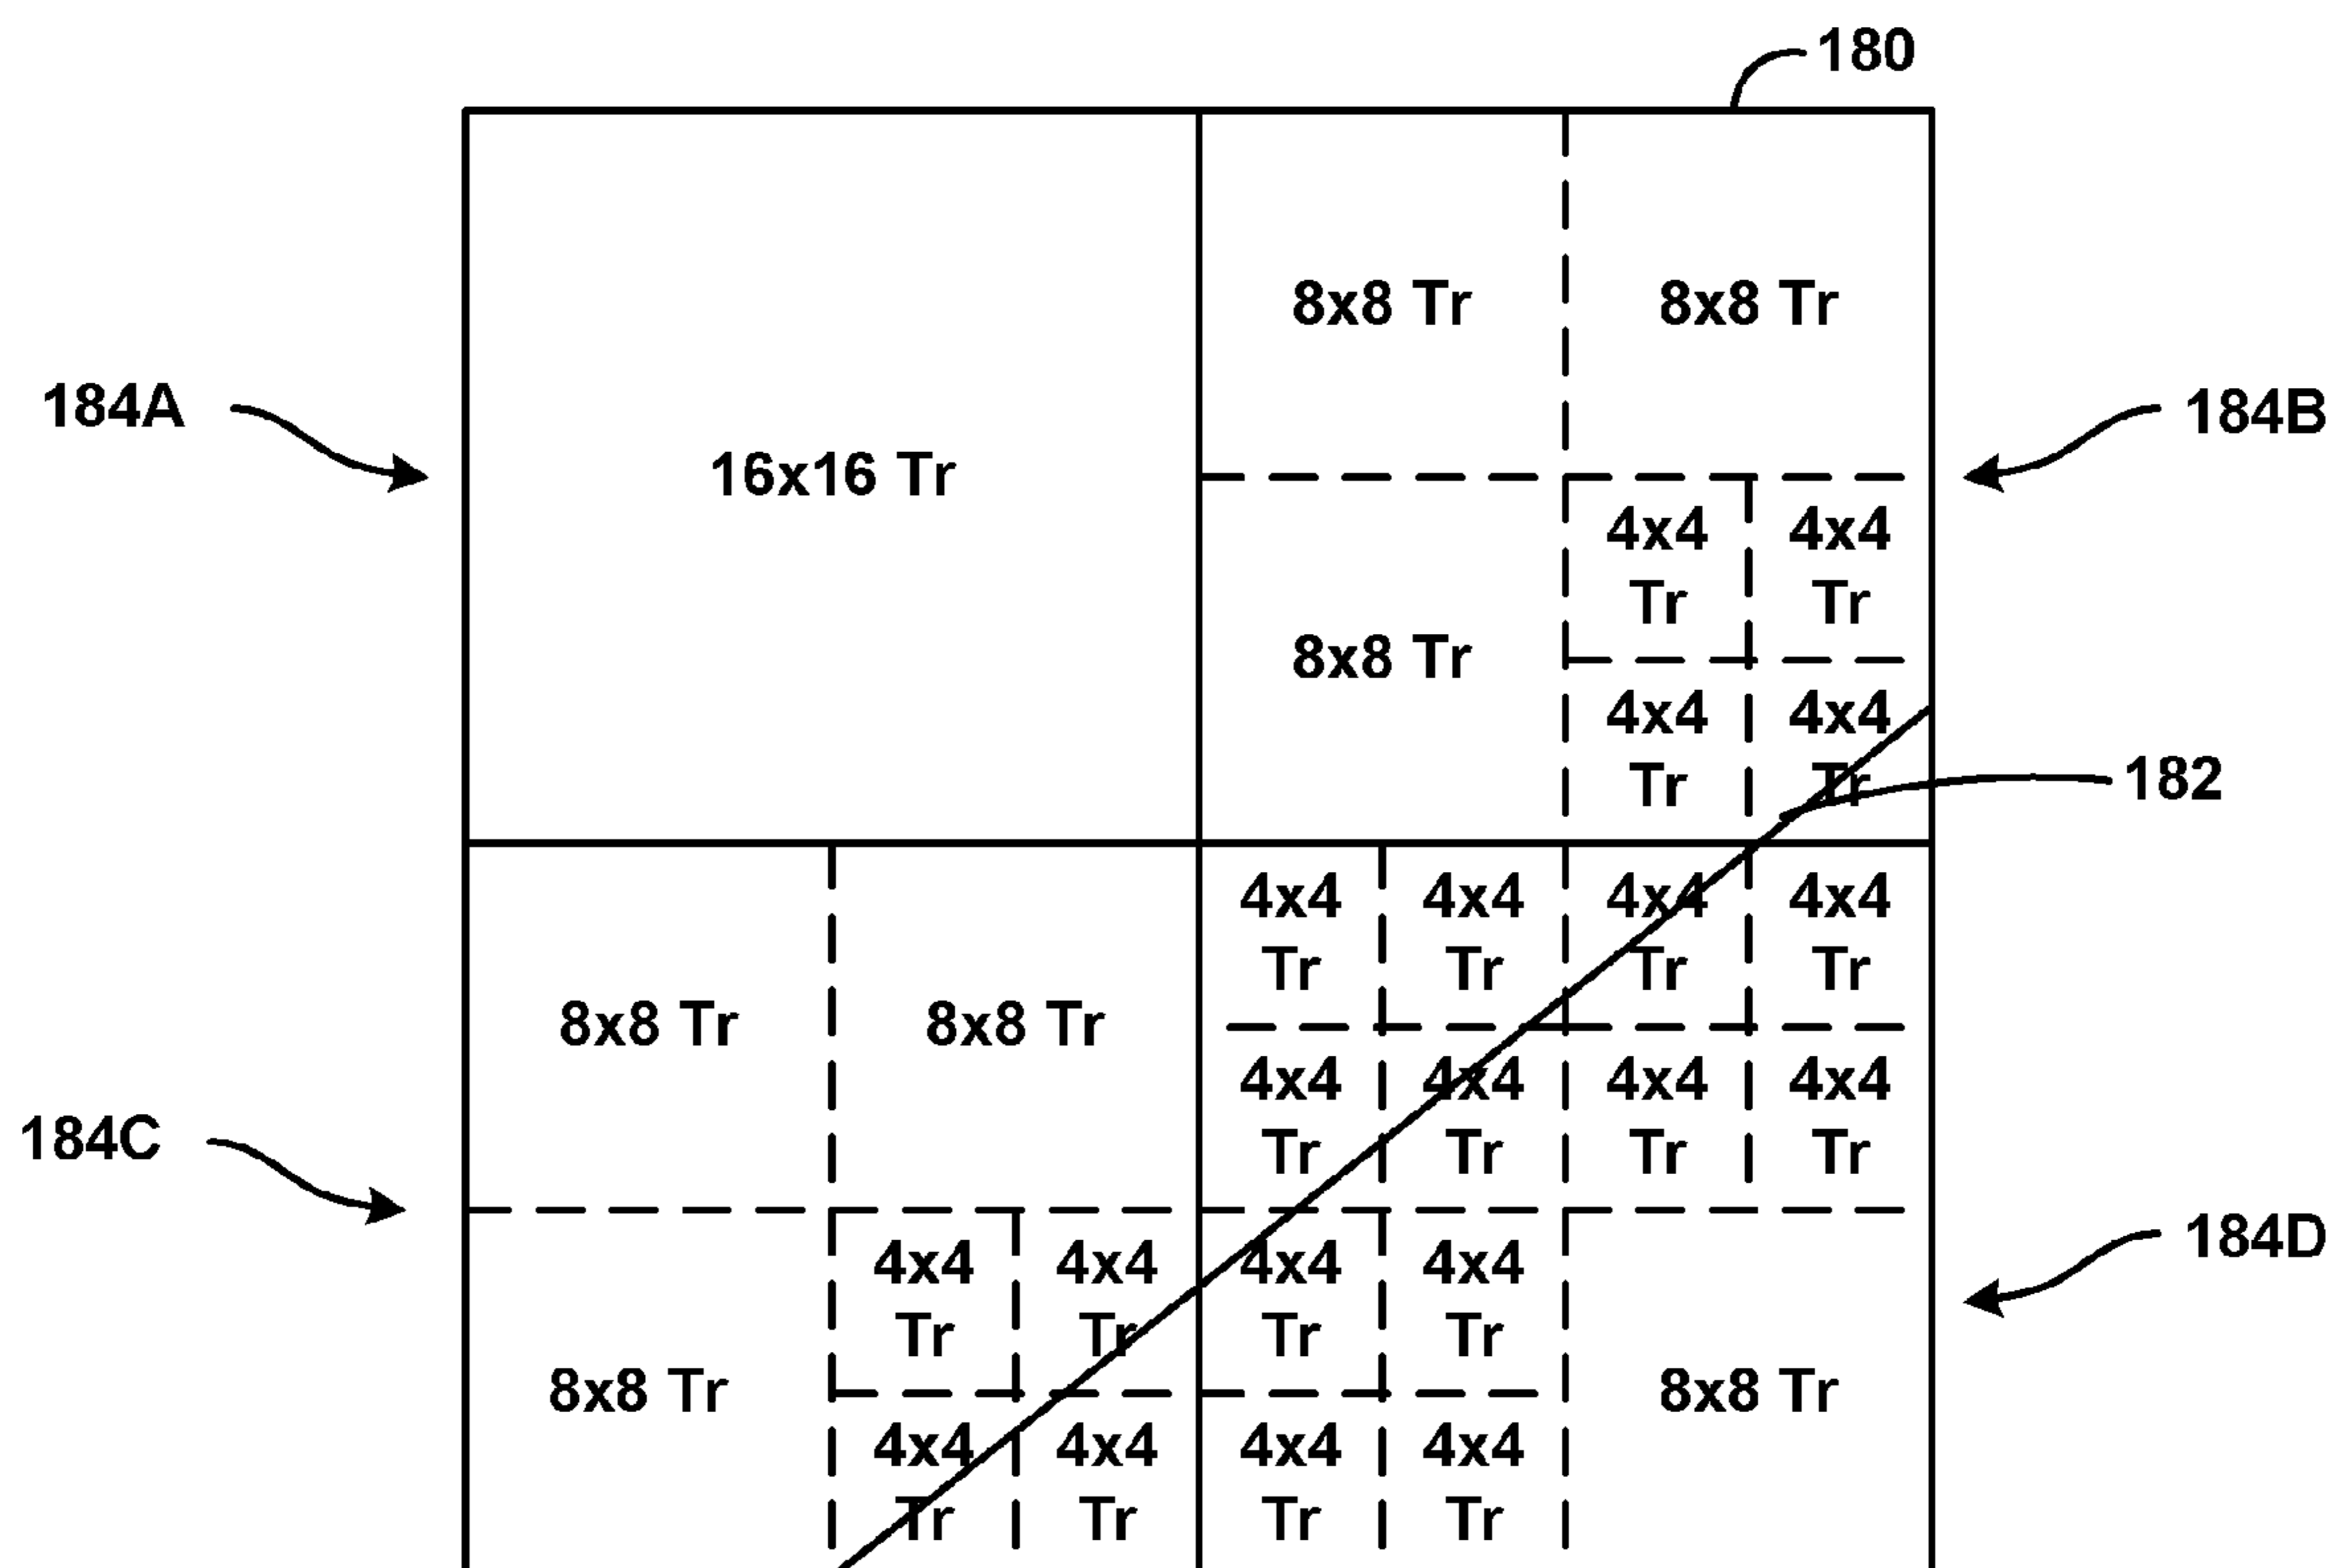 180
8x8 Tr 8x8 Tr
184A
184B
16x16 Tr
4x4 4x4
Tr Tr
8x8 Tr
4x4 4x4
Tr Tr
182
4x4 4x4 4x4 4x4
Tr Tr Tr Tr
8x8 Tr 8x8 Tr
4x4 4x4 4x4 4x4
Tr Tr Tr Tr
184C
184D
4x4 4x4 4x4 4x4
Tr Tr Tr Tr
8x8 Tr 8x8 Tr
4x4 4x4 4x4 4x4
Tr Tr Tr Tr